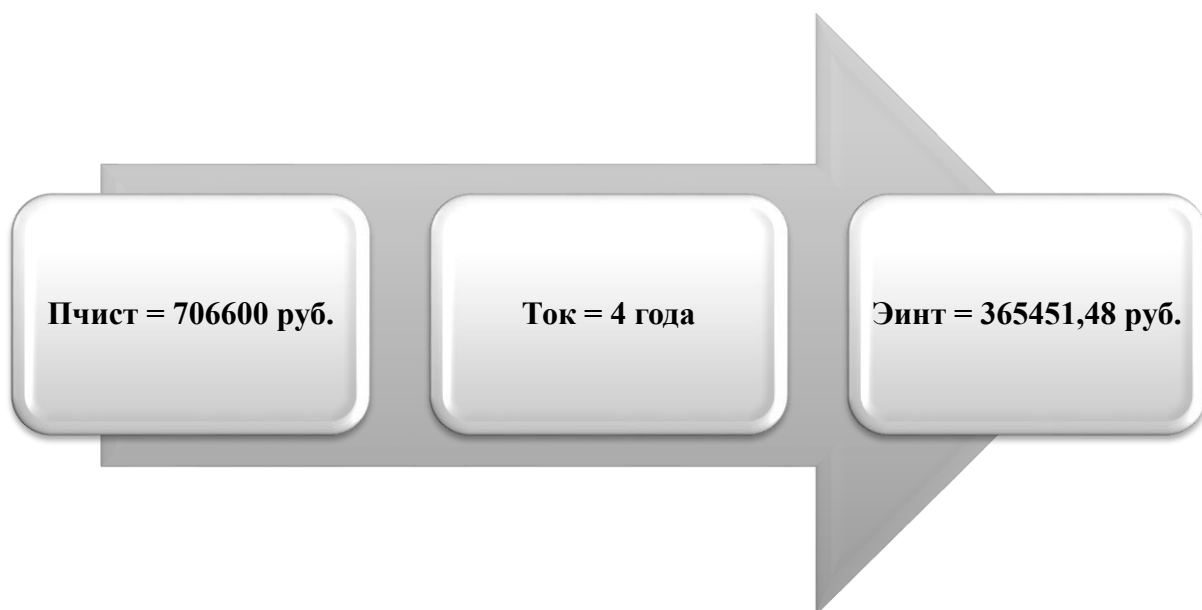 Пчист = 706600 руб.
Ток = 4 года
Эинт = 365451,48 руб.